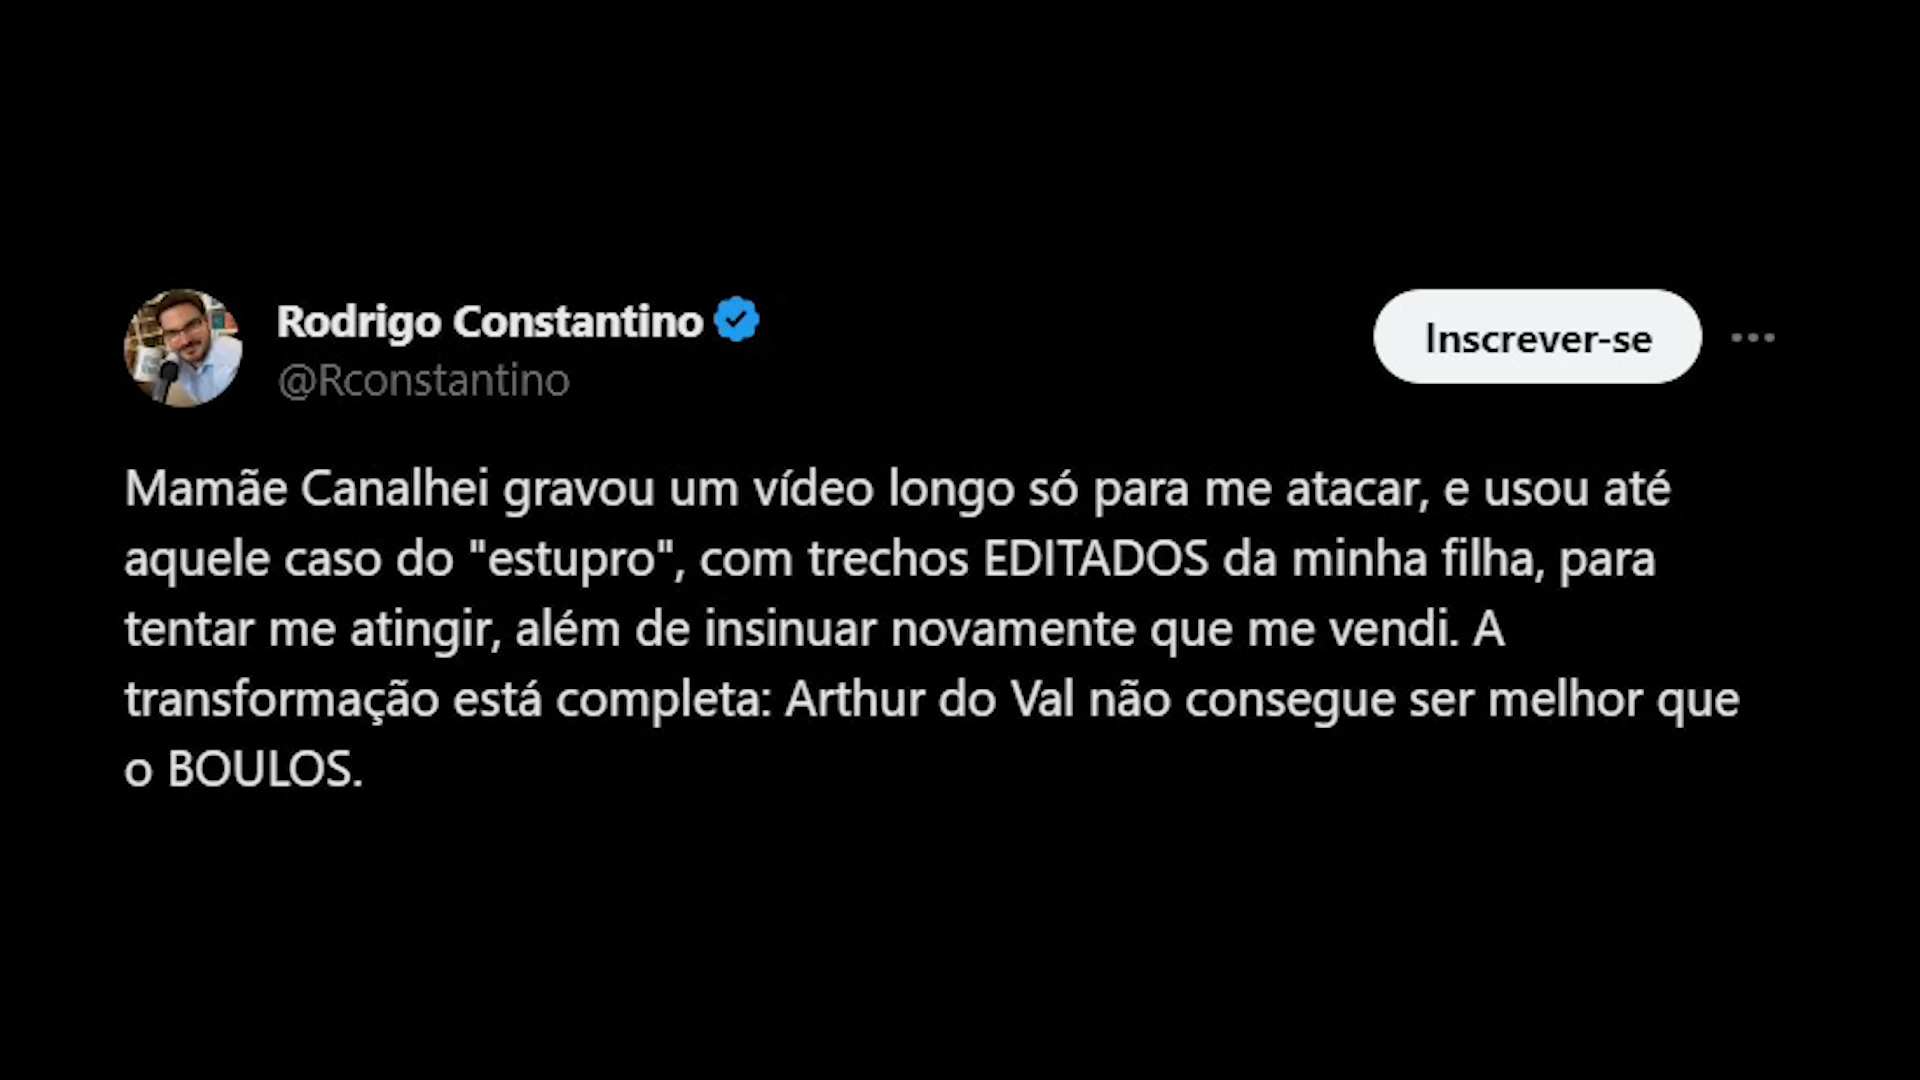 Rodrigo Constantino
@Rconstantino
Inscrever-se
Mamãe Canalhei gravou um vídeo longo só para me atacar, e usou até
aquele caso do "estupro", com trechos EDITADOS da minha filha, para
tentar me atingir, além de insinuar novamente que me vendi. A
transformação está completa: Arthur do Val não consegue ser melhor que
o BOULOS.